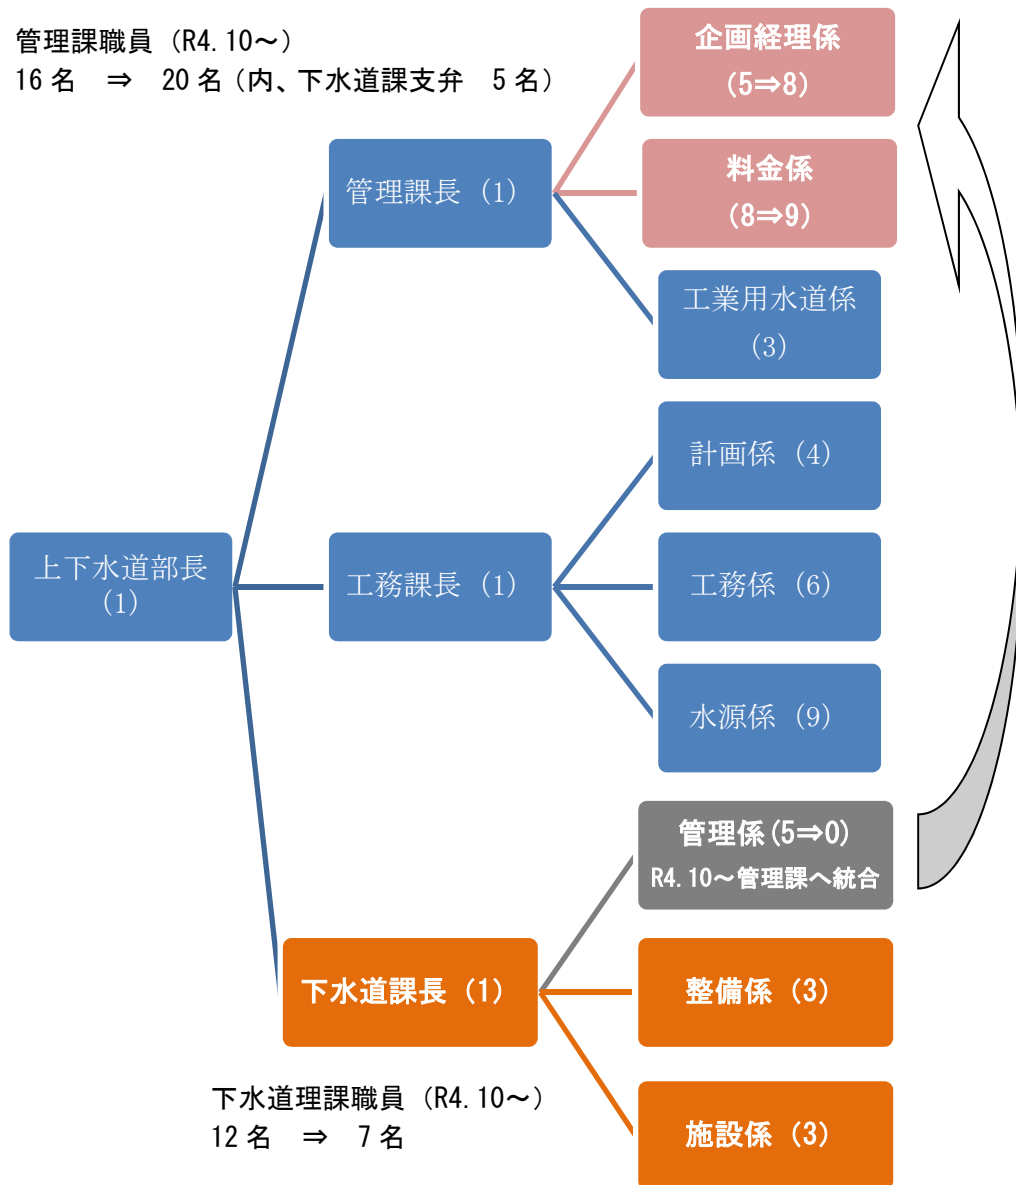 管理課職員（R4.10～）
16名　⇒　20名（内、下水道課支弁　5名）
企画経理係
(5⇒8)
管理課長（1）
料金係
(8⇒9)
工業用水道係
（3）
計画係（4）
上下水道部長
（1）
工務課長（1）
工務係（6）
水源係（9）
管理係(5⇒0)
R4.10～管理課へ統合
下水道課長（1）
整備係（3）
下水道理課職員（R4.10～）
12名　⇒　7名
施設係（3）